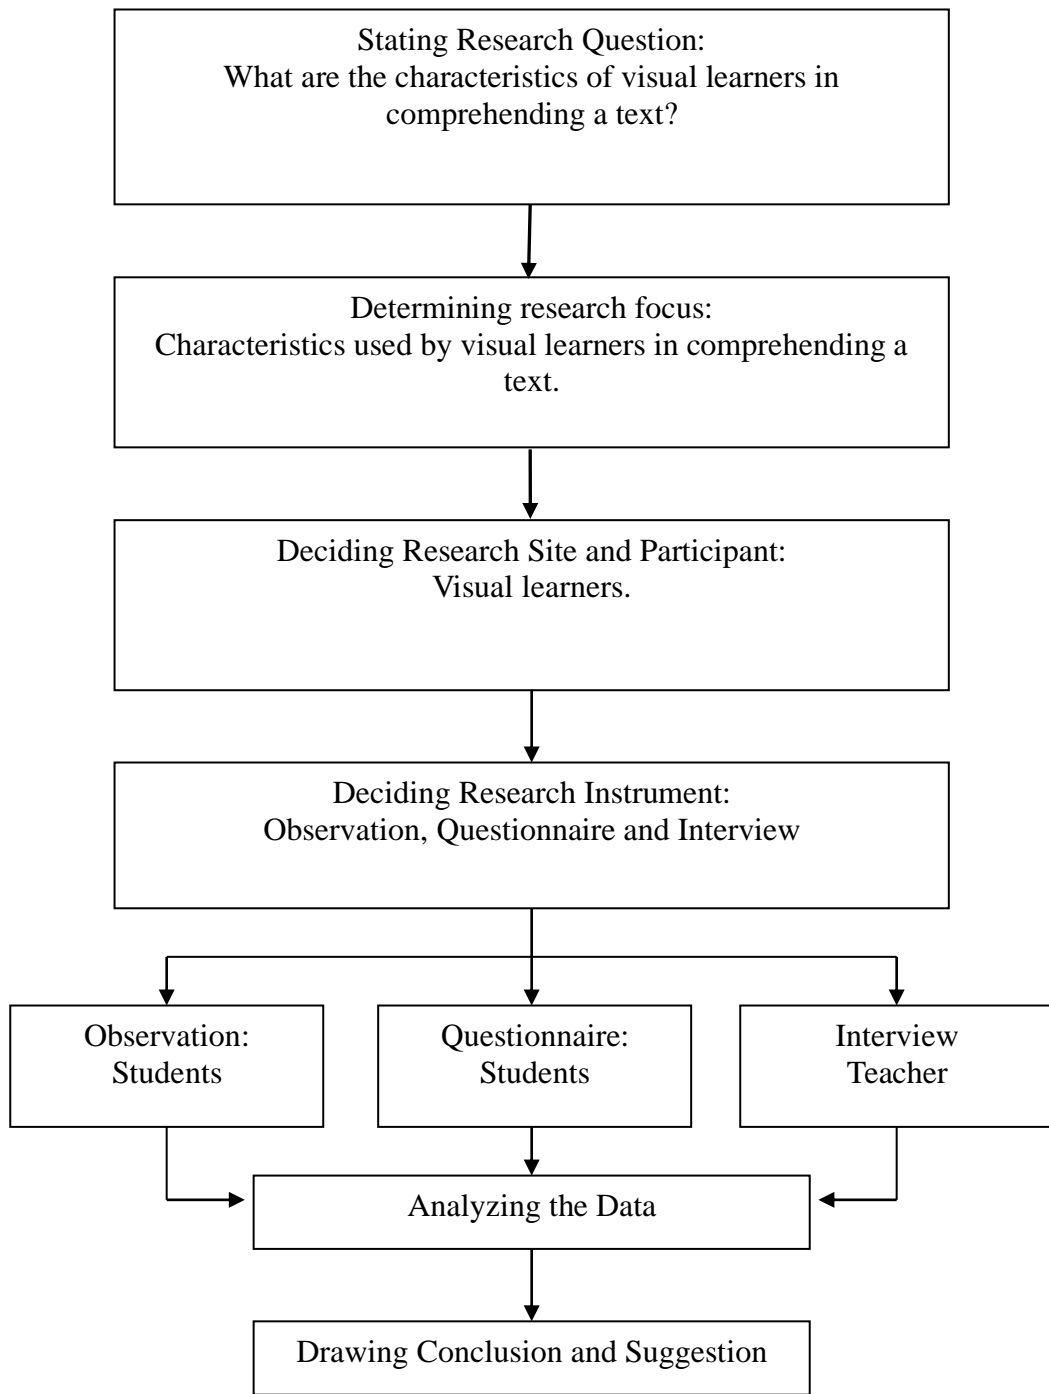 Stating Research Question:
What are the characteristics of visual learners in
comprehending a text?
Determining research focus:
Characteristics used by visual learners in comprehending a
text.
Deciding Research Site and Participant:
Visual learners.
Deciding Research Instrument:
Observation, Questionnaire and Interview
Observation:
Students
Questionnaire:
Students
Interview
Teacher
Analyzing the Data
Drawing Conclusion and Suggestion